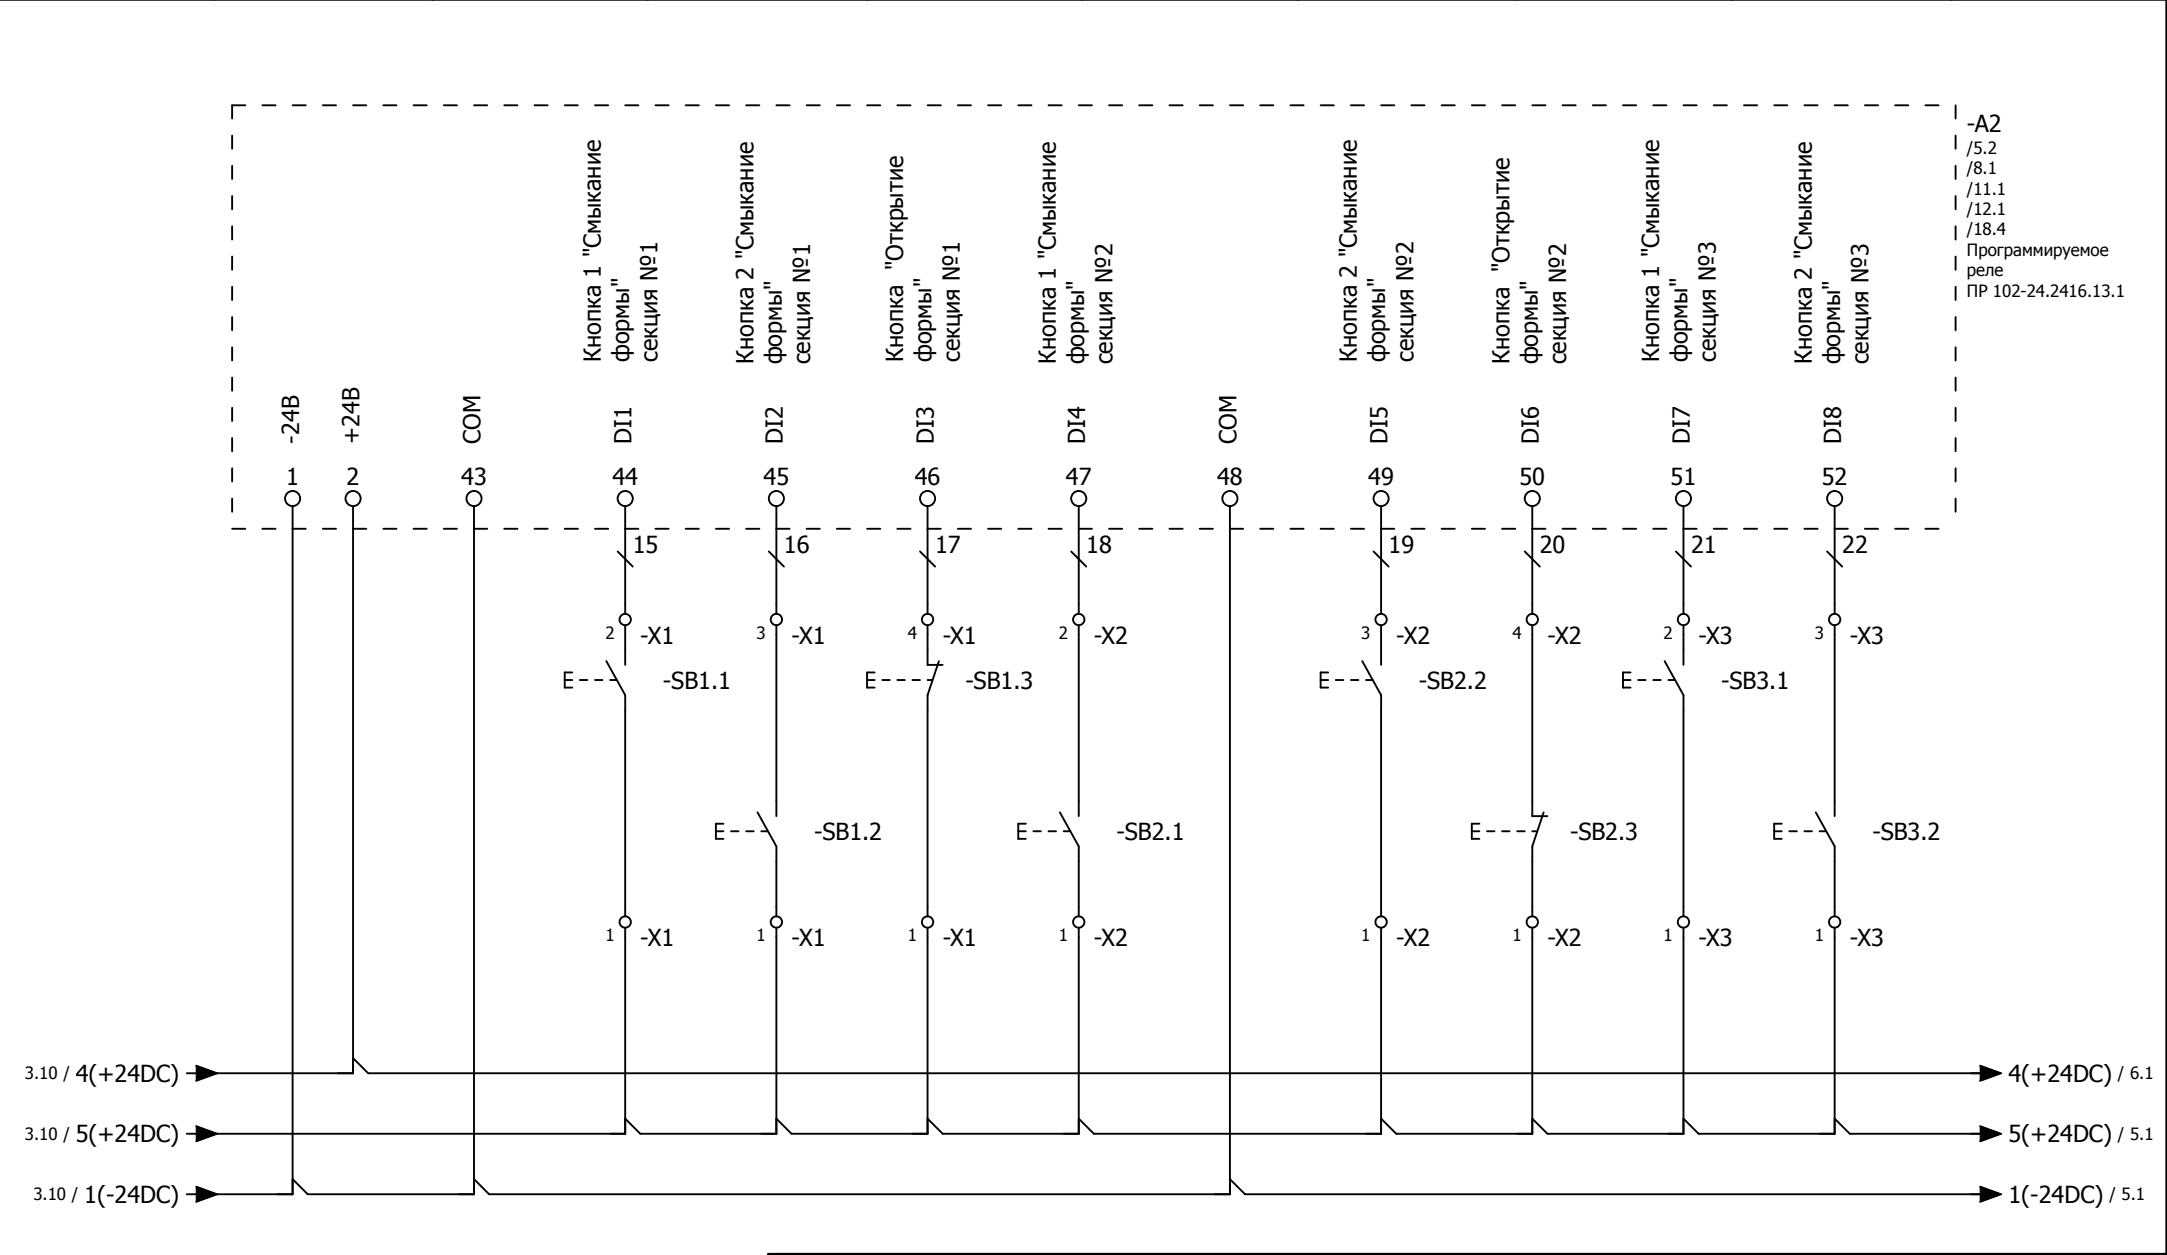 -A2
/5.2
/8.1
/11.1
/12.1
/18.4
Программируемое
реле
ПР 102-24.2416.13.1
Кнопка 1 "Смыкание
формы"
секция №1
Кнопка 2 "Смыкание
формы"
секция №1
Кнопка "Открытие
формы"
секция №1
Кнопка 1 "Смыкание
формы"
секция №2
Кнопка 2 "Смыкание
формы"
секция №2
Кнопка "Открытие
формы"
секция №2
Кнопка 1 "Смыкание
формы"
секция №3
Кнопка 2 "Смыкание
формы"
секция №3
-24В +24В COM DI1 DI2 DI3 DI4 COM DI5 DI6 DI7 DI8
1 2 43 44 45 46 47 48 49 50 51 52
15 16 17 18 19 20 21 22
2 -X1 3 -X1 4 -X1 2 -X2 3 -X2 4 -X2 2 -X3 3 -X3
E -SB1.1 E -SB1.3 E -SB2.2 E -SB3.1
E -SB1.2 E -SB2.1 E -SB2.3 E -SB3.2
1 -X1 1 -X1 1 -X1 1 -X2 1 -X2 1 -X2 1 -X3 1 -X3
3.10 / 4(+24DC) 4(+24DC) / 6.1
3.10 / 5(+24DC) 5(+24DC) / 5.1
3.10 / 1(-24DC) 1(-24DC) / 5.1